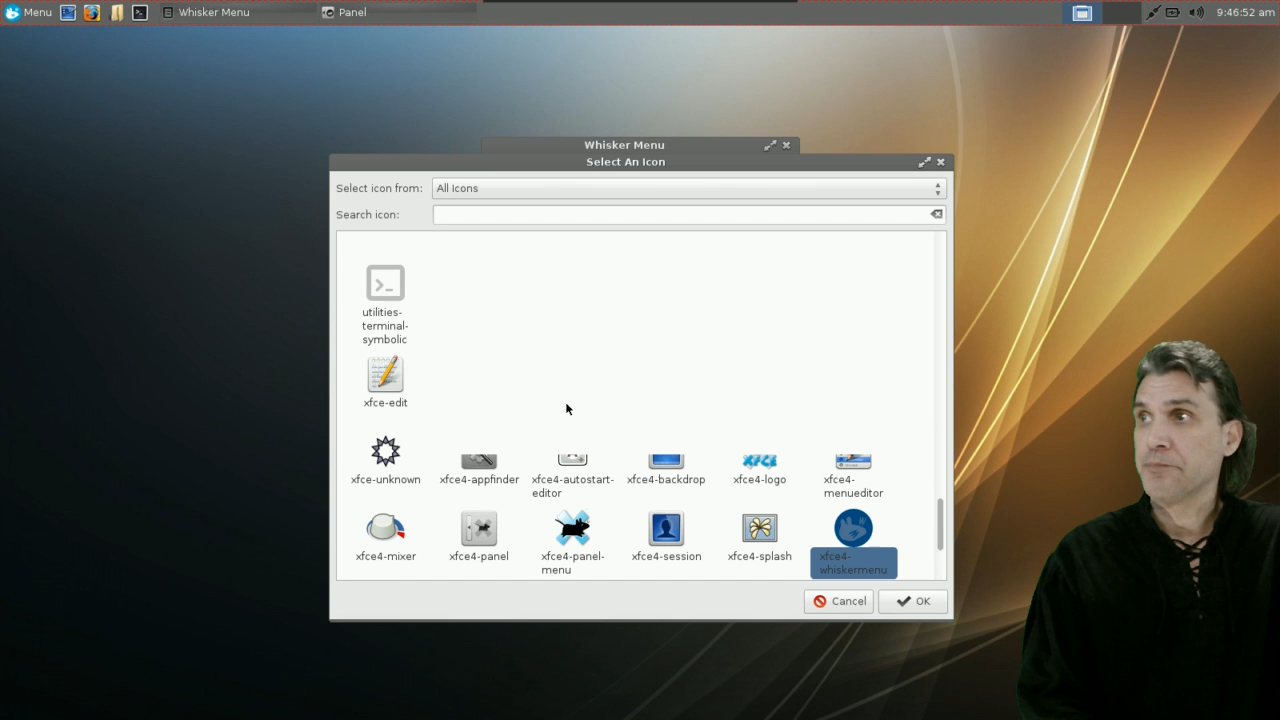 Menu
Whisker Menu
Panel
9:46:52 am
Whisker Menu
Select An Icon
Select icon from:
All Icons
Search icon:
utilities-
terminal-
symbolic
xfce-edit
xfce-unknown
xfce4-appfinder
xfce4-autostart-
editor
xfce4-backdrop
XFCE
xfce4-logo
xfce4-
menueditor
xfce4-mixer
xfce4-panel
xfce4-panel-
menu
xfce4-session
xfce4-splash
W
xfce4-
whiskermenu
Cancel
OK